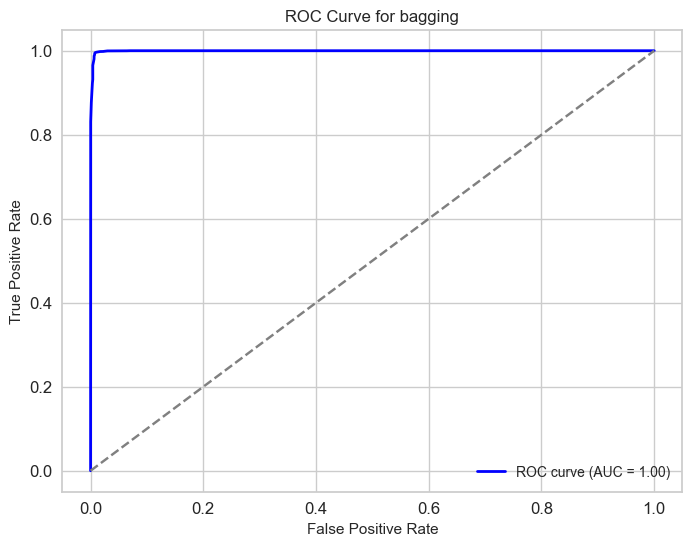 ROC Curve for bagging
1.0
0.8
0.6
0.4
0.2
0.0
True Positive Rate
ROC curve (AUC = 1.00)
0.0 0.2 0.4 0.6 0.8 1.0
False Positive Rate